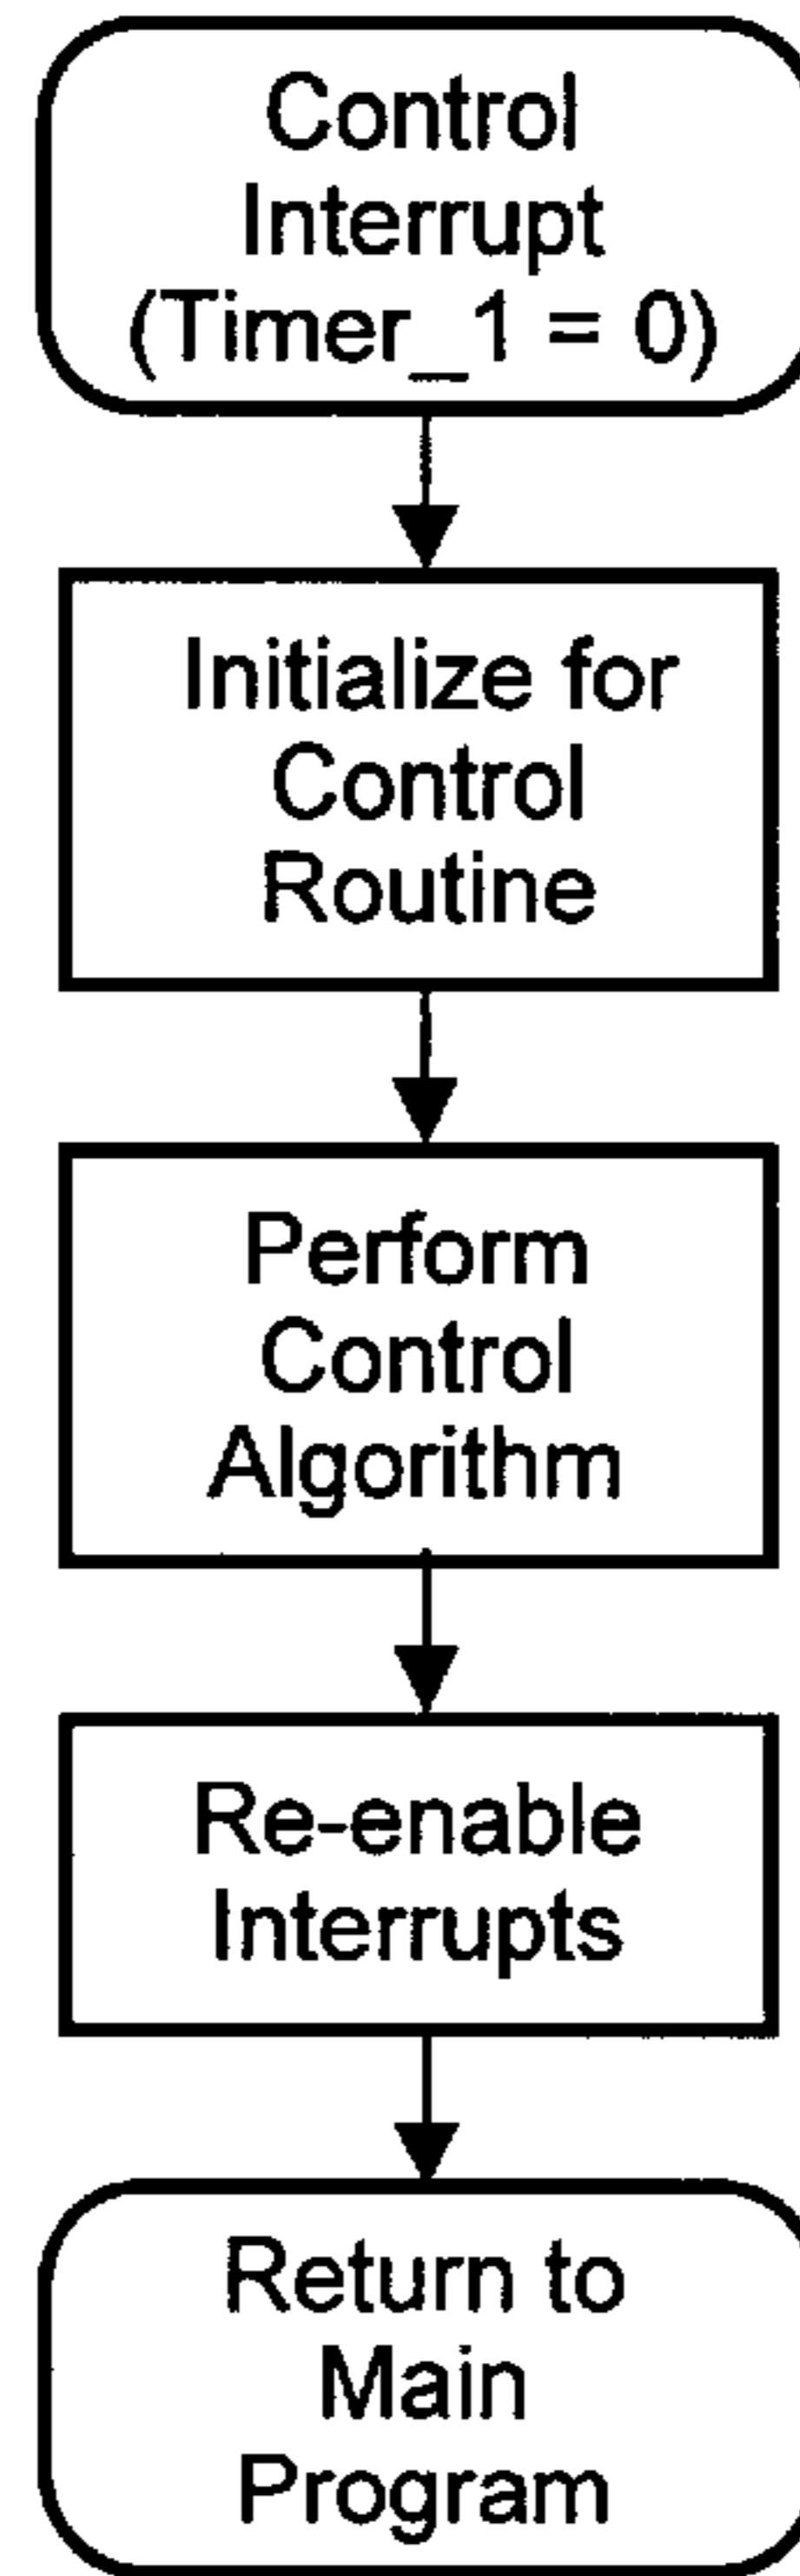 Control
Interrupt
(Timer_1 = 0)
Initialize for
Control
Routine
Perform
Control
Algorithm
Re-enable
Interrupts
Return to
Main
Program